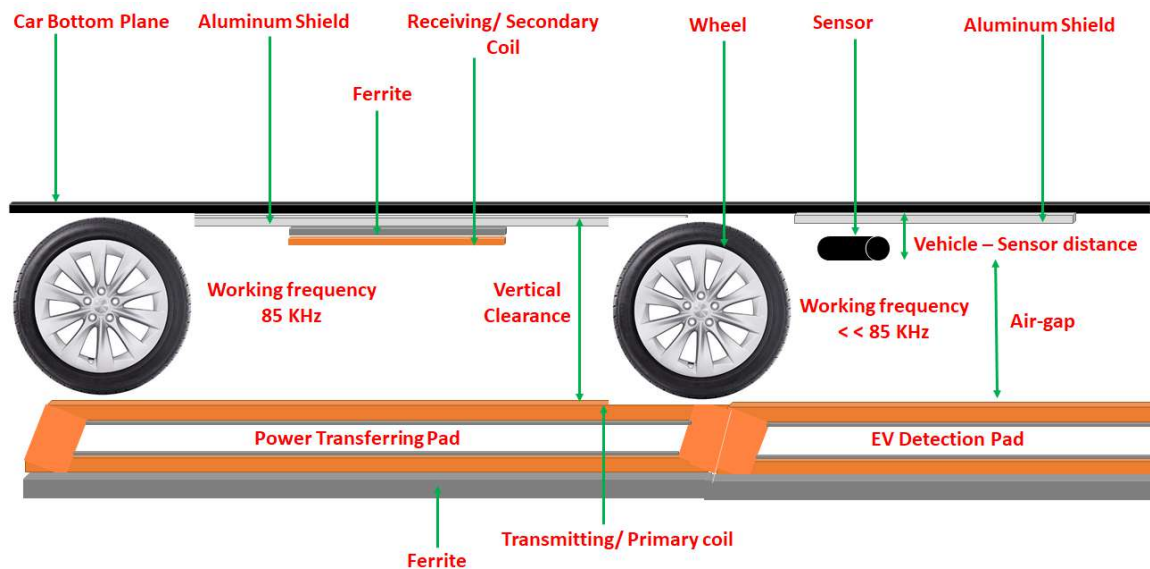 Car Bottom Plane
Aluminum Shield
Receiving/ Secondary
Coil
Wheel
Sensor
Aluminum Shield
Ferrite
Vehicle – Sensor distance
Working frequency
85 KHz
Vertical
Clearance
Working frequency
< < 85 KHz
Air-gap
Power Transferring Pad
EV Detection Pad
Transmitting/ Primary coil
Ferrite